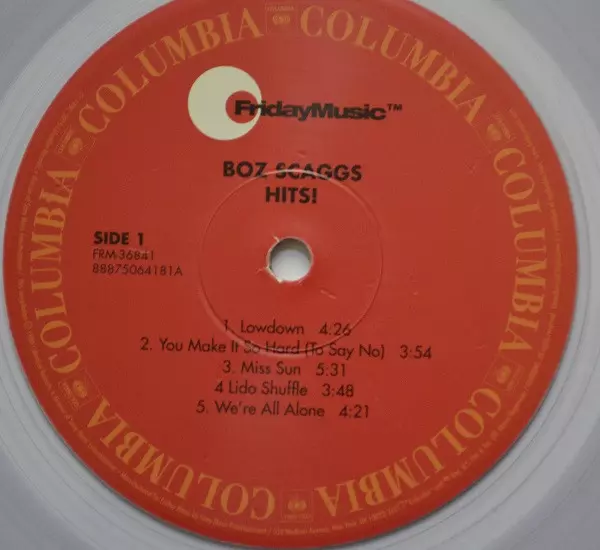 COLUMBIA COLUMBIA COLUMBIA COLUMBIA COLUMBIA COLUMBIA
FridayMusic™
BOZ SCAGGS
HITS!
SIDE 1
FRM-36841
88875064181A
1. Lowdown 4:26
2. You Make It So Hard (To Say No) 3:54
3. Miss Sun 5:31
4 Lido Shuffle 3:48
5. We're All Alone 4:21